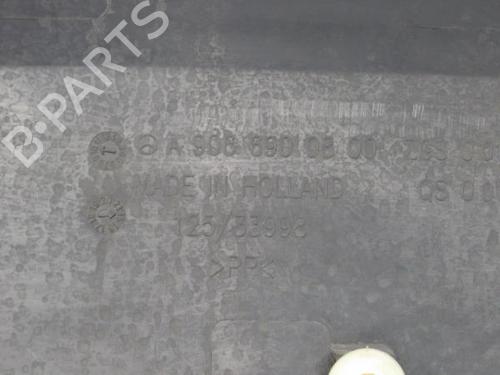 B-PARTS
A 906 690 06 00
MADE IN HOLLAND
125/33998
>PP<